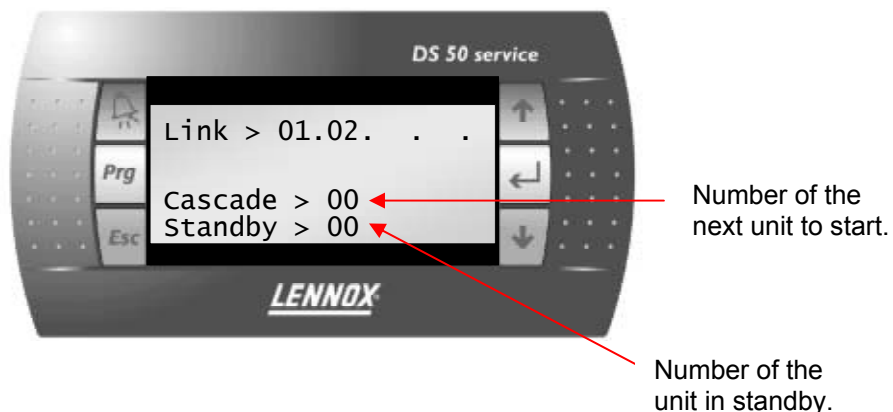 DS 50 service
Link > 01.02. . .
Prg
Cascade > 00
Standby > 00
Esc
LENNOX
Number of the
next unit to start.
Number of the
unit in standby.